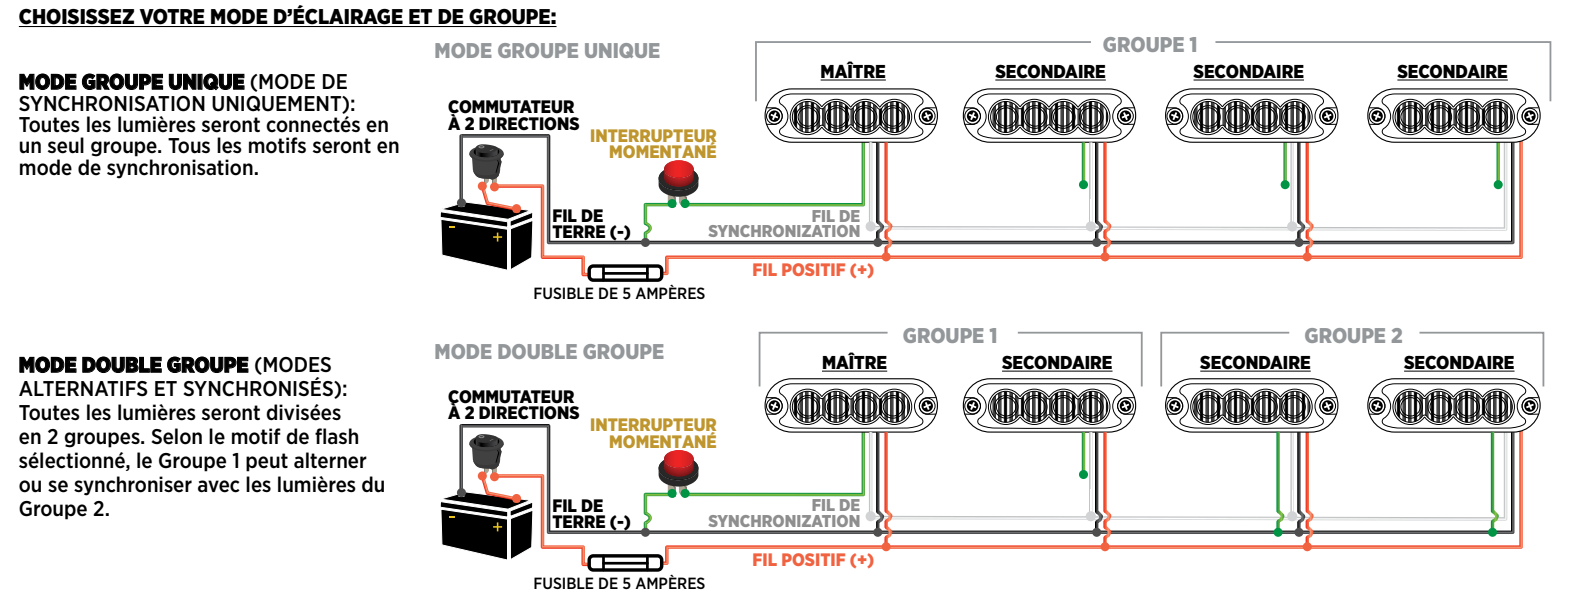 CHOISISSEZ VOTRE MODE D'ÉCLAIRAGE ET DE GROUPE:
MODE GROUPE UNIQUE (MODE DE
SYNCHRONISATION UNIQUEMENT):
Toutes les lumières seront connectés en
un seul groupe. Tous les motifs seront en
mode de synchronisation.
MODE GROUPE UNIQUE
GROUPE 1
MAÎTRE
SECONDAIRE
SECONDAIRE
SECONDAIRE
COMMUTATEUR
À 2 DIRECTIONS
INTERRUPTEUR
MOMENTANÉ
- +
FIL DE
TERRE (-)
FIL DE
SYNCHRONIZATION
FIL POSITIF (+)
FUSIBLE DE 5 AMPÈRES
MODE DOUBLE GROUPE (MODES
ALTERNATIFS ET SYNCHRONISÉS):
Toutes les lumières seront divisées
en 2 groupes. Selon le motif de flash
sélectionné, le Groupe 1 peut alterner
ou se synchroniser avec les lumières du
Groupe 2.
MODE DOUBLE GROUPE
GROUPE 1
GROUPE 2
MAÎTRE
SECONDAIRE
SECONDAIRE
SECONDAIRE
COMMUTATEUR
À 2 DIRECTIONS
INTERRUPTEUR
MOMENTANÉ
- +
FIL DE
TERRE (-)
FIL DE
SYNCHRONIZATION
FIL POSITIF (+)
FUSIBLE DE 5 AMPÈRES